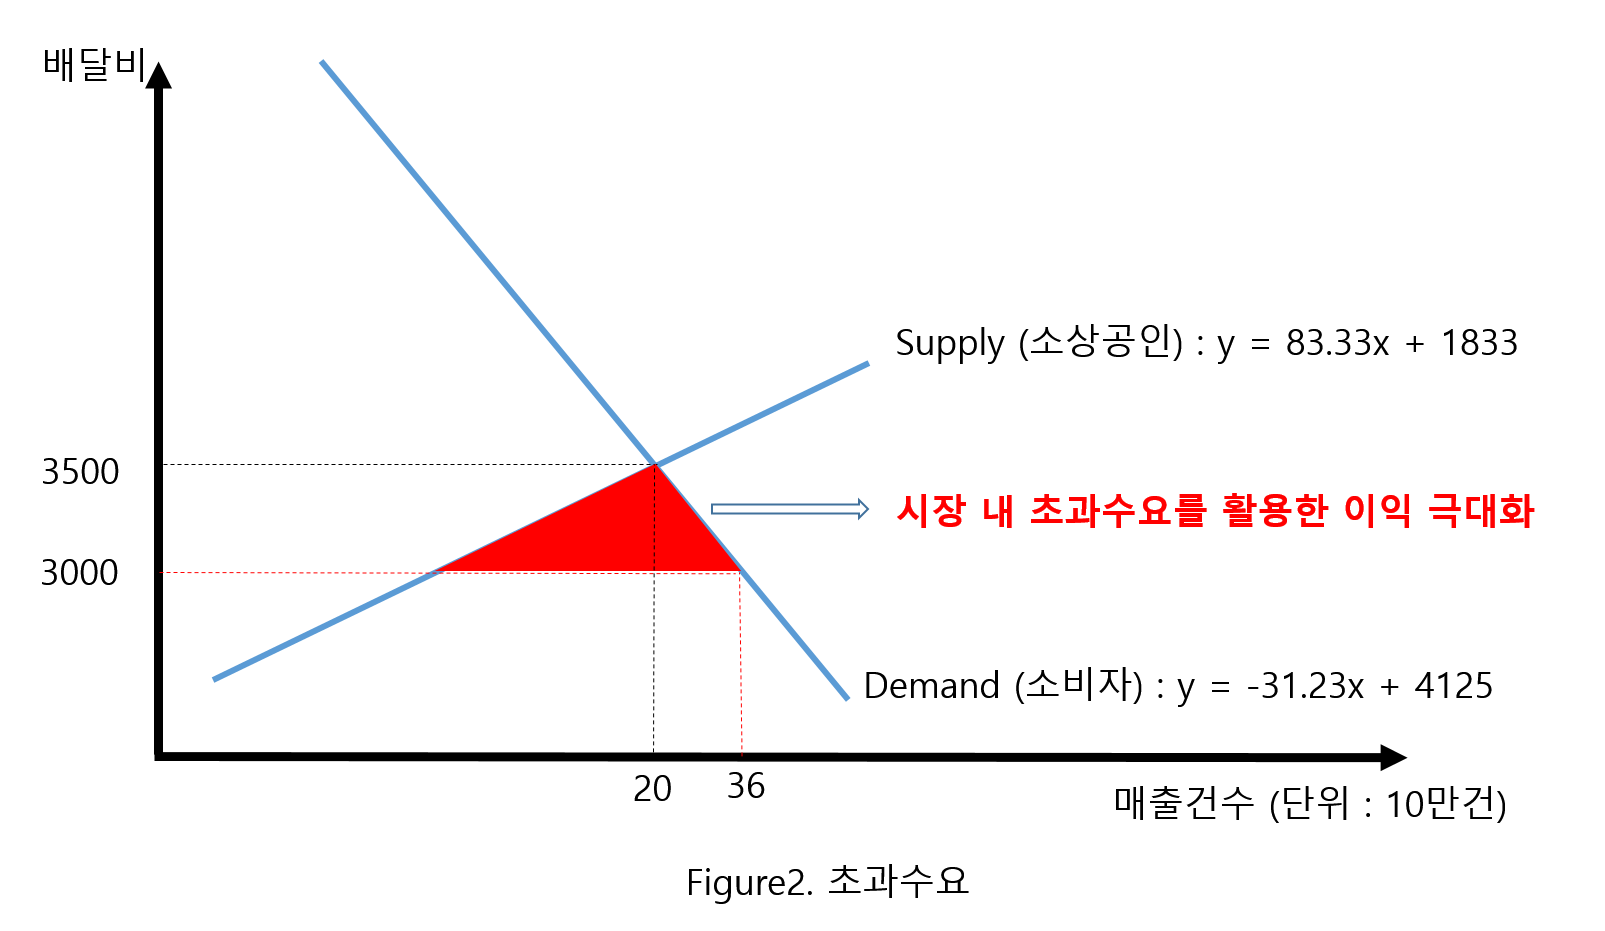 배달비
Supply (소상공인) : y = 83.33x + 1833
3500
시장 내 초과수요를 활용한 이익 극대화
3000
Demand (소비자) : y = -31.23x + 4125
20
36
매출건수 (단위 : 10만건)
Figure2. 초과수요